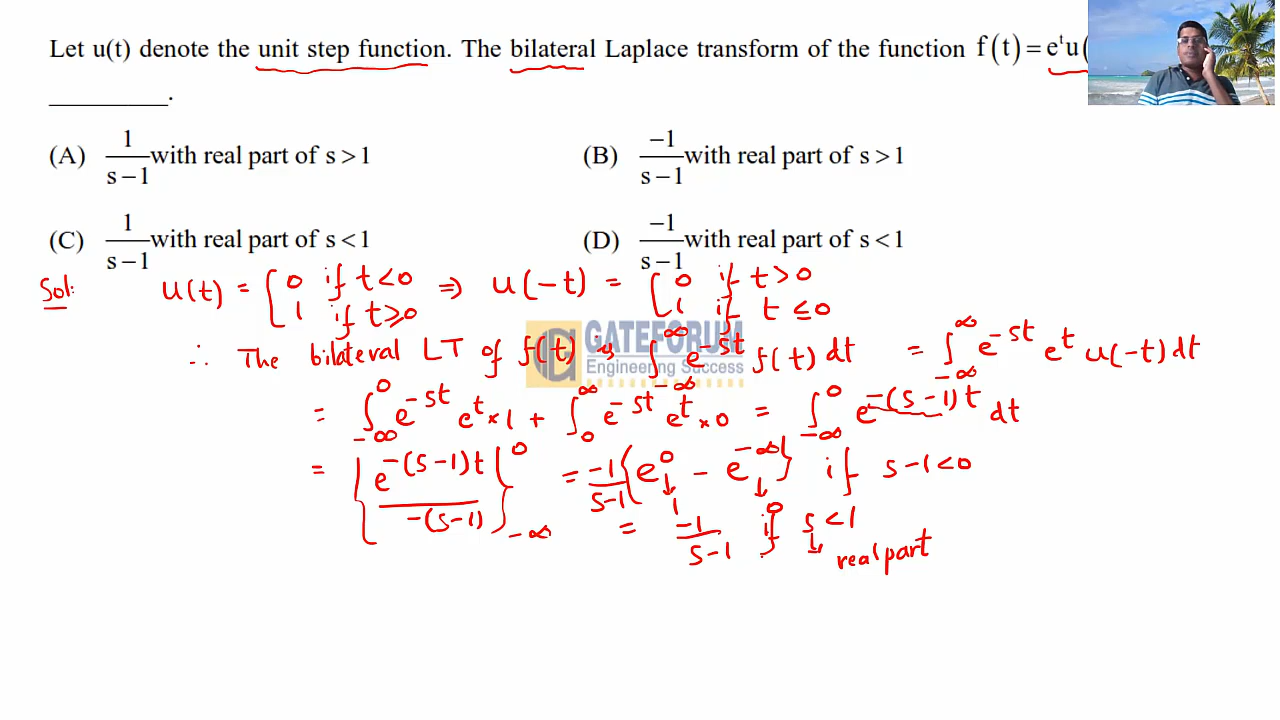 Let u(t) denote the unit step function. The bilateral Laplace transform of the function f(t) = e^t u(
________.
(A) 1/(s−1) with real part of s > 1 (B) −1/(s−1) with real part of s > 1
(C) 1/(s−1) with real part of s < 1 (D) −1/(s−1) with real part of s < 1
Sol: u(t) = { 0 if t<0 1 if t≥0 ⇒ u(−t) = { 0 if t>0 1 if t≤0
GATEFORUM
Engineering Success
∴ The bilateral LT of f(t) is ∫_{−∞}^{∞} e^{−st} f(t) dt = ∫_{−∞}^{∞} e^{−st} e^t u(−t) dt
= ∫_{−∞}^{0} e^{−st} e^t × 1 + ∫_{0}^{∞} e^{−st} e^t × 0 = ∫_{−∞}^{0} e^{−(s−1)t} dt
= { e^{−(s−1)t} / −(s−1) }_{−∞}^{0} = −1/(s−1) { e^0 − e^{−∞} } if s−1<0
↓ 1 ↓ 0
= −1/(s−1) if s<1
↓ real part